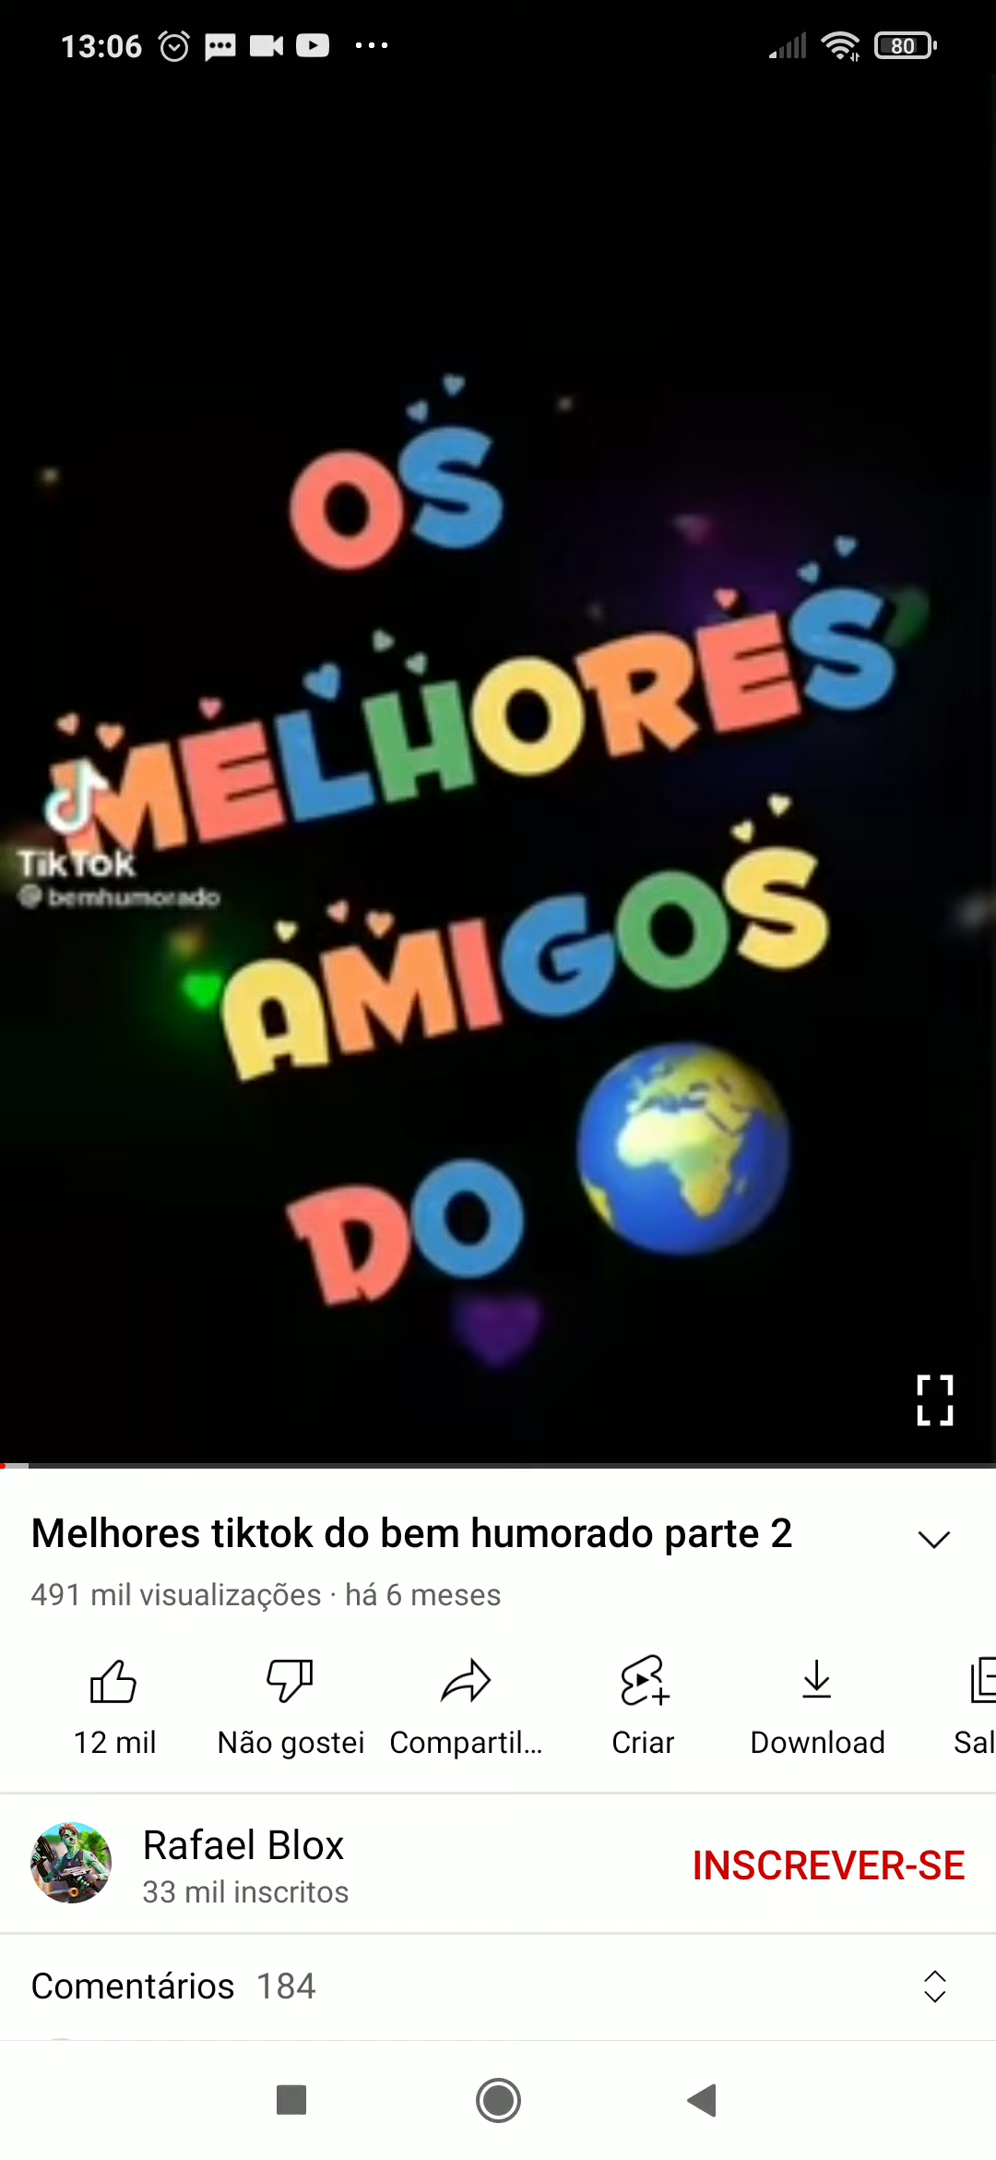 13:06
80
OS
MELHORES
TikTok
@bemhumorado
AMIGOS
DO
Melhores tiktok do bem humorado parte 2
491 mil visualizações · há 6 meses
12 mil
Não gostei
Compartil...
Criar
Download
Sal
Rafael Blox
INSCREVER-SE
33 mil inscritos
Comentários 184